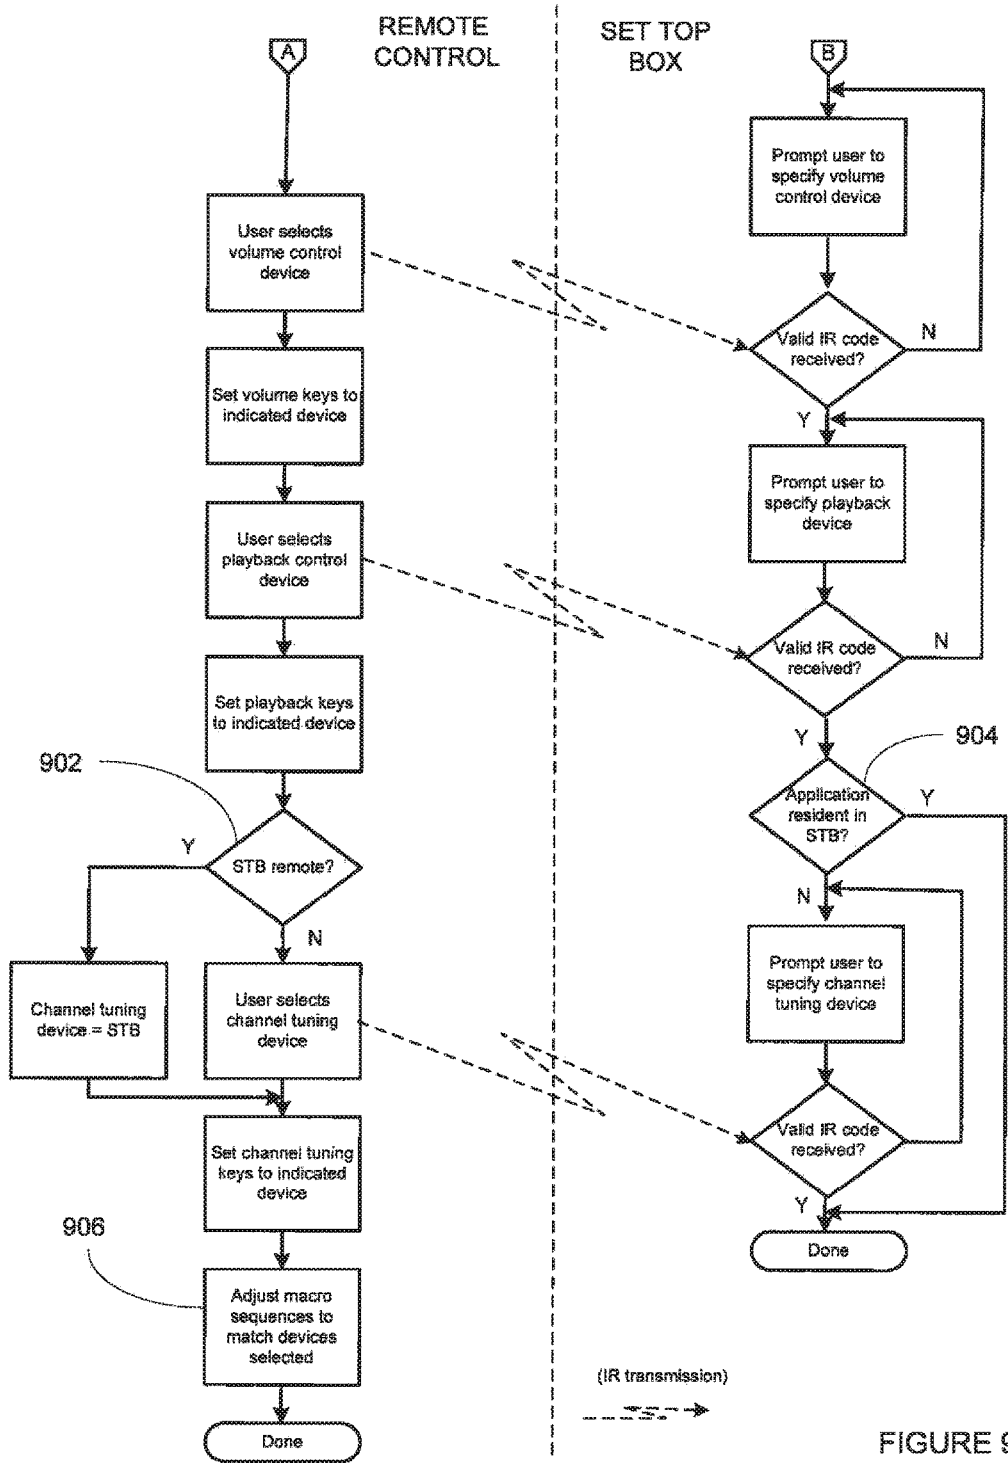 REMOTE
CONTROL
SET TOP
BOX
A
B
User selects
volume control
device
Set volume keys to
indicated device
User selects
playback control
device
Set playback keys
to indicated device
902
STB remote?
Y
N
Channel tuning
device = STB
User selects
channel tuning
device
Set channel tuning
keys to indicated
device
906
Adjust macro
sequences to
match devices
selected
Done
Prompt user to
specify volume
control device
Valid IR code
received?
N
Y
Prompt user to
specify playback
device
Valid IR code
received?
N
Y
904
Application
resident in
STB?
Y
N
Prompt user to
specify channel
tuning device
Valid IR code
received?
Y
Done
(IR transmission)
FIGURE 9